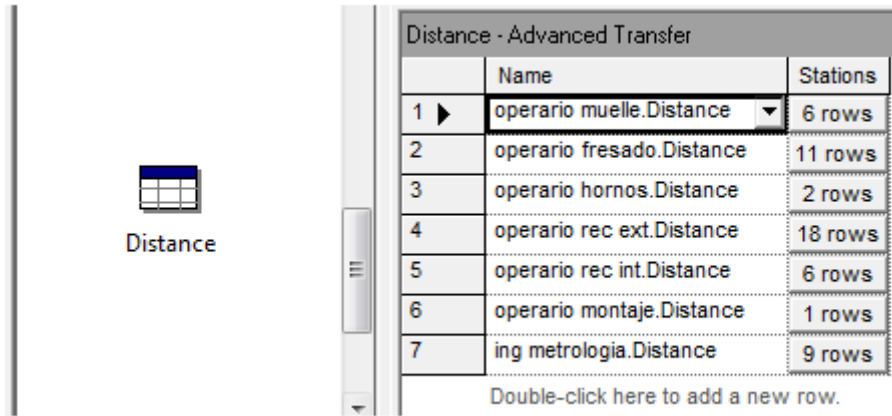 Distance
Distance - Advanced Transfer
Name Stations
1 operario muelle.Distance 6 rows
2 operario fresado.Distance 11 rows
3 operario hornos.Distance 2 rows
4 operario rec ext.Distance 18 rows
5 operario rec int.Distance 6 rows
6 operario montaje.Distance 1 rows
7 ing metrologia.Distance 9 rows
Double-click here to add a new row.